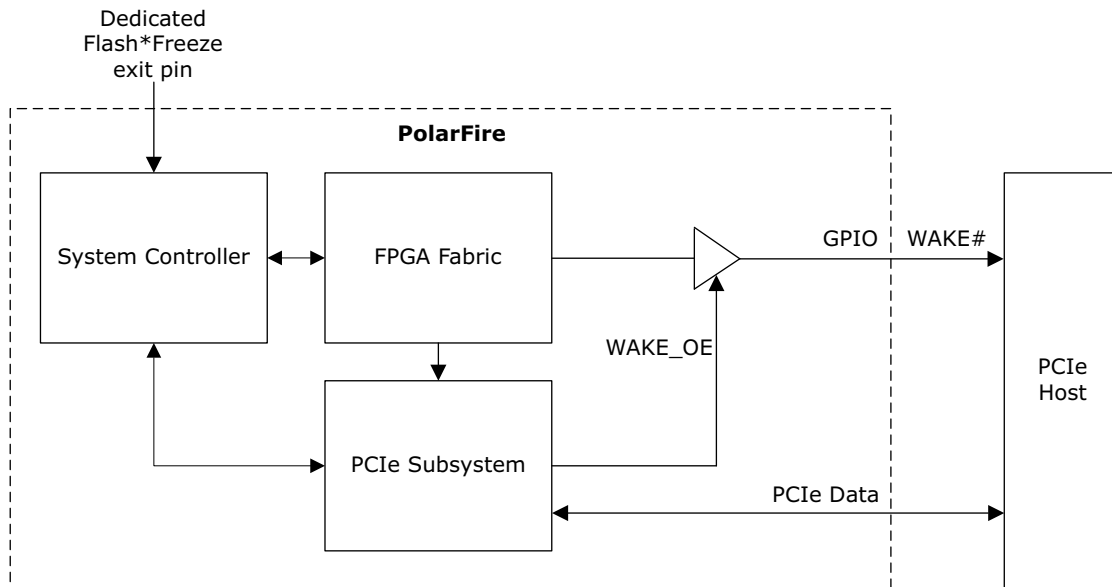 Dedicated
Flash*Freeze
exit pin
PolarFire
System Controller
FPGA Fabric
GPIO
WAKE#
WAKE_OE
PCIe
Host
PCIe Subsystem
PCIe Data